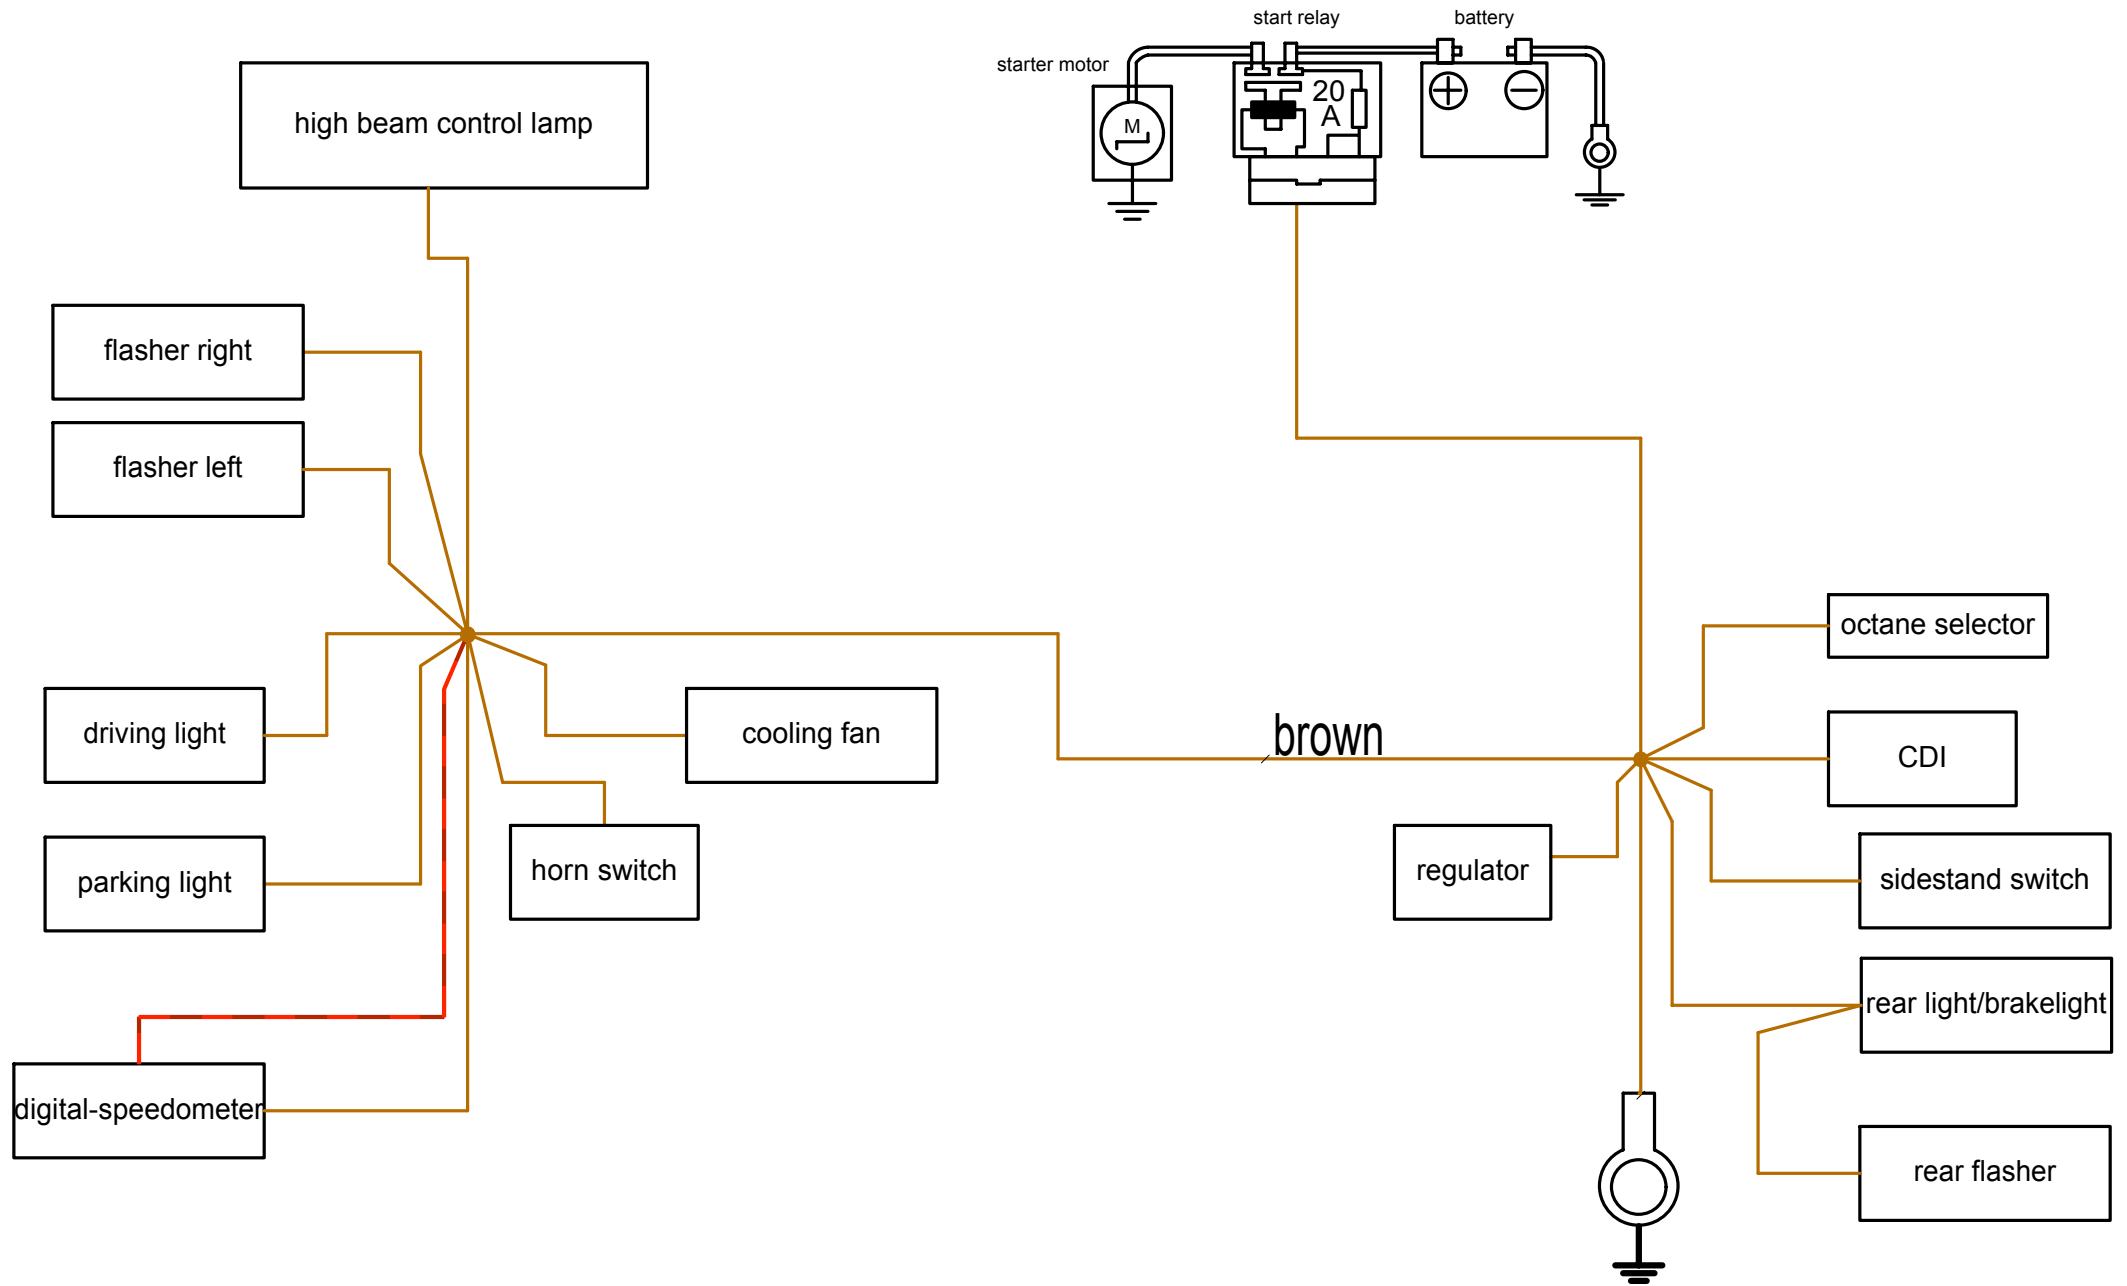 start relay
battery
starter motor
20
A
M
high beam control lamp
flasher right
flasher left
octane selector
driving light
cooling fan
brown
CDI
parking light
horn switch
regulator
sidestand switch
rear light/brakelight
digital-speedometer
rear flasher